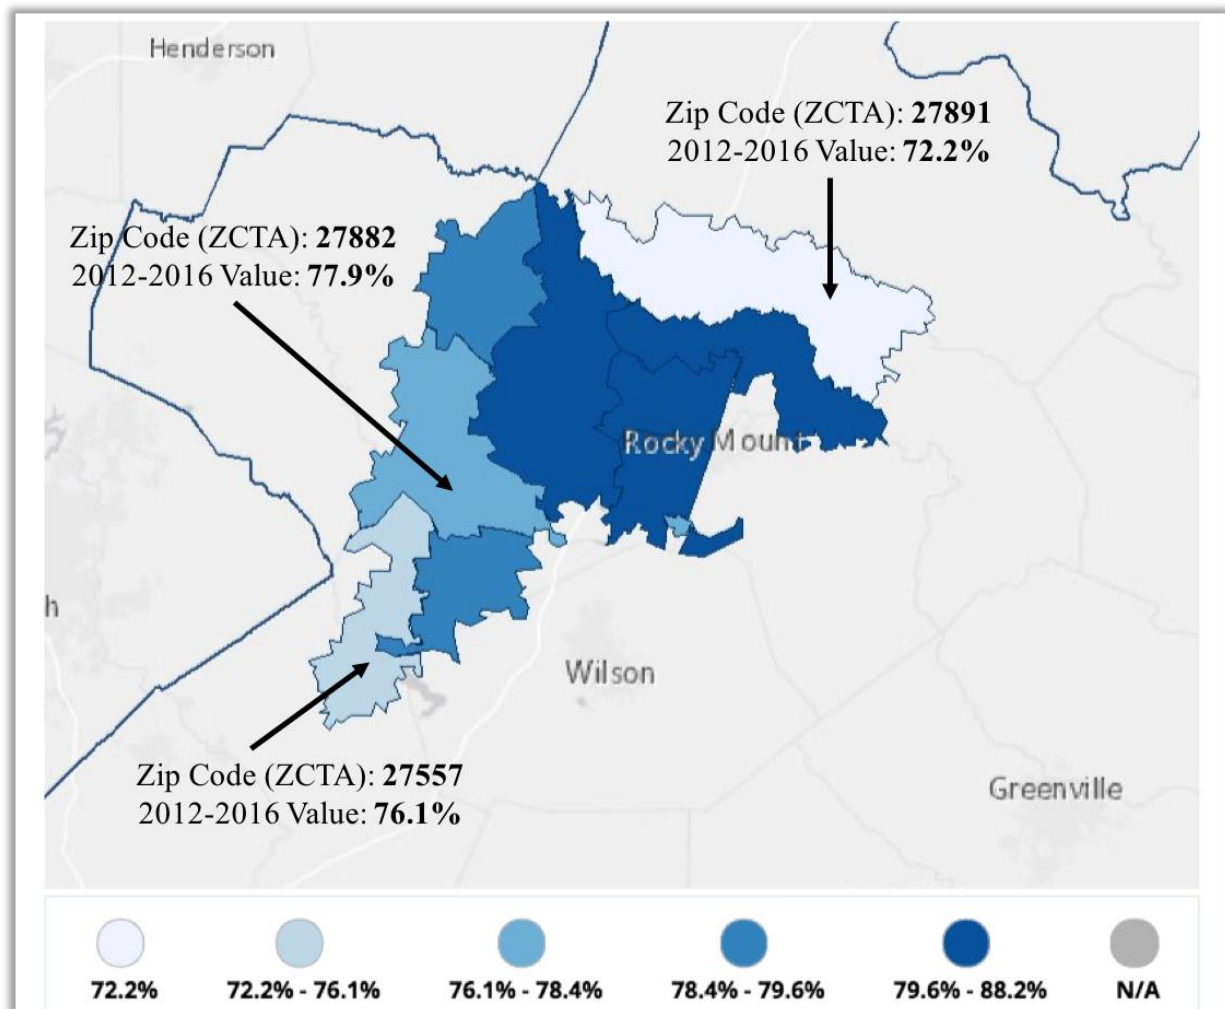 Henderson
Zip Code (ZCTA): 27891
2012-2016 Value: 72.2%
Zip Code (ZCTA): 27882
2012-2016 Value: 77.9%
Rocky Mount
h
Wilson
Zip Code (ZCTA): 27557
2012-2016 Value: 76.1%
Greenville
72.2%
72.2% - 76.1%
76.1% - 78.4%
78.4% - 79.6%
79.6% - 88.2%
N/A